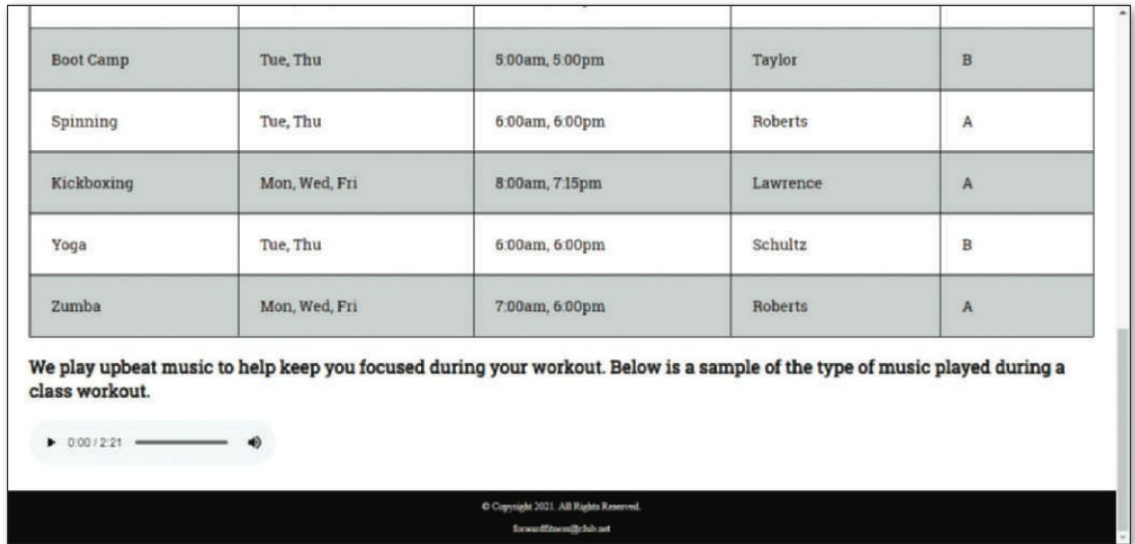 Boot Camp Tue, Thu 5:00am, 5:00pm Taylor B
Spinning Tue, Thu 6:00am, 6:00pm Roberts A
Kickboxing Mon, Wed, Fri 8:00am, 7:15pm Lawrence A
Yoga Tue, Thu 6:00am, 6:00pm Schultz B
Zumba Mon, Wed, Fri 7:00am, 6:00pm Roberts A
We play upbeat music to help keep you focused during your workout. Below is a sample of the type of music played during a
class workout.
0:00 / 2:21
© Copyright 2021. All Rights Reserved.
forwardfitness@club.net